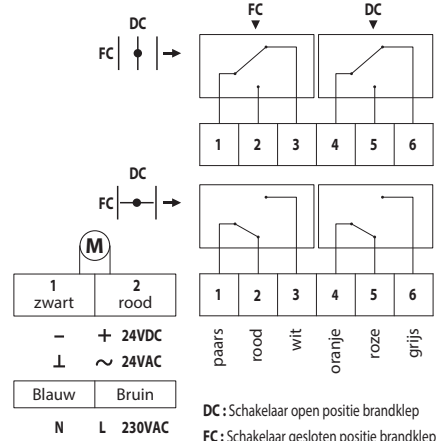 FC DC
DC
FC
1 2 3 4 5 6
DC
FC
M
1 2
zwart rood
1 2 3 4 5 6
paars rood wit oranje roze grijs
– + 24VDC
⊥ ~ 24VAC
Blauw Bruin
N L 230VAC
DC : Schakelaar open positie brandklep
FC : Schakelaar gesloten positie brandklep